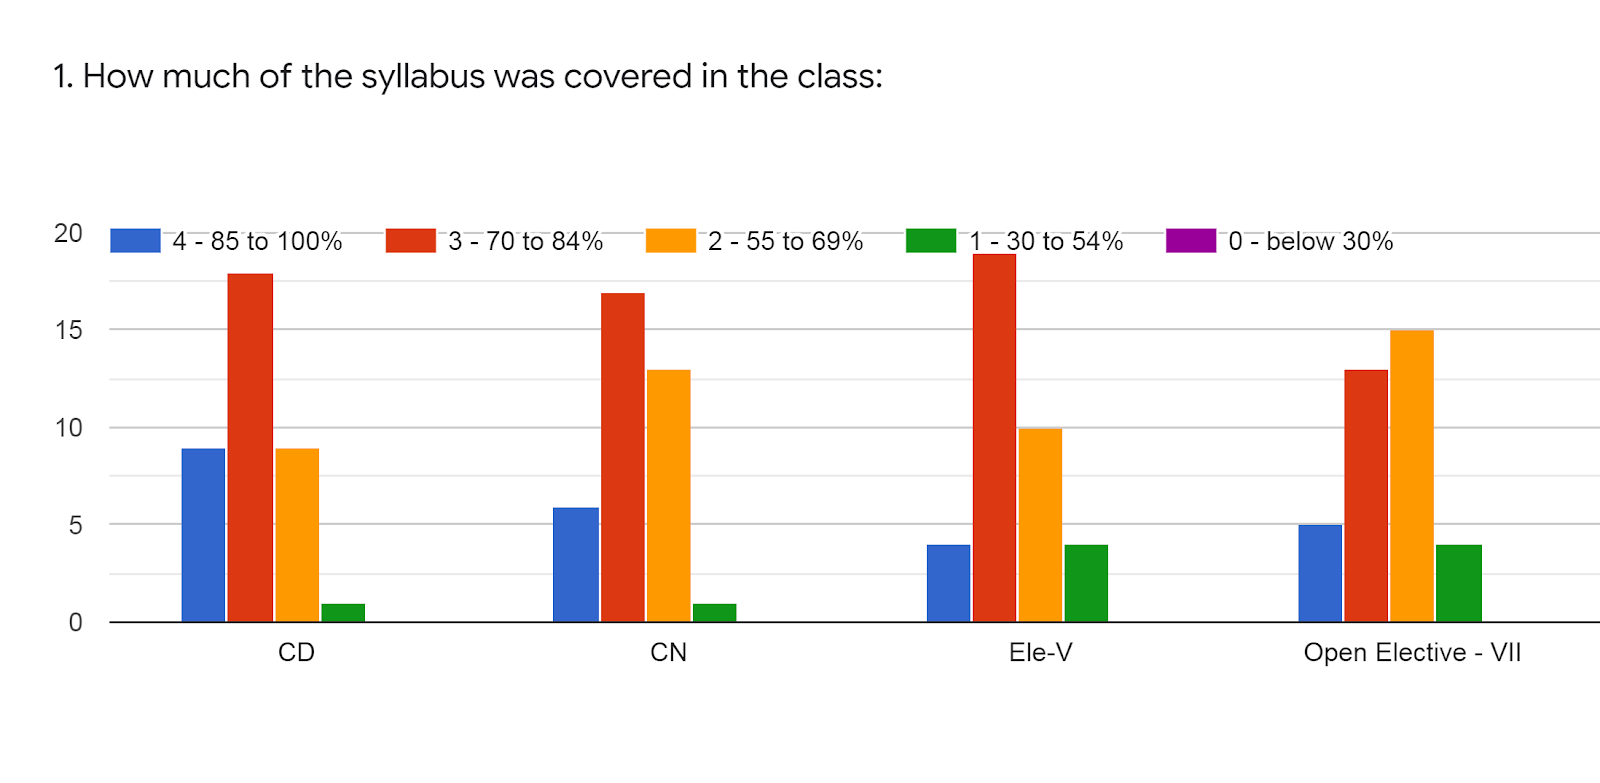 1. How much of the syllabus was covered in the class:
20
4 - 85 to 100% 3 - 70 to 84% 2 - 55 to 69% 1 - 30 to 54% 0 - below 30%
15
10
5
0
CD CN Ele-V Open Elective - VII